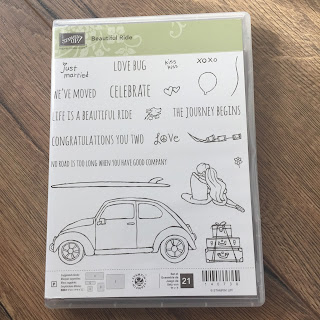 Beautiful Ride
just
married
LOVE BUG
kiss
kiss
XOXO
WE'VE MOVED
CELEBRATE
LIFE IS A BEAUTIFUL RIDE
THE JOURNEY BEGINS
CONGRATULATIONS YOU TWO
LOVE
NO ROAD IS TOO LONG WHEN YOU HAVE GOOD COMPANY
21